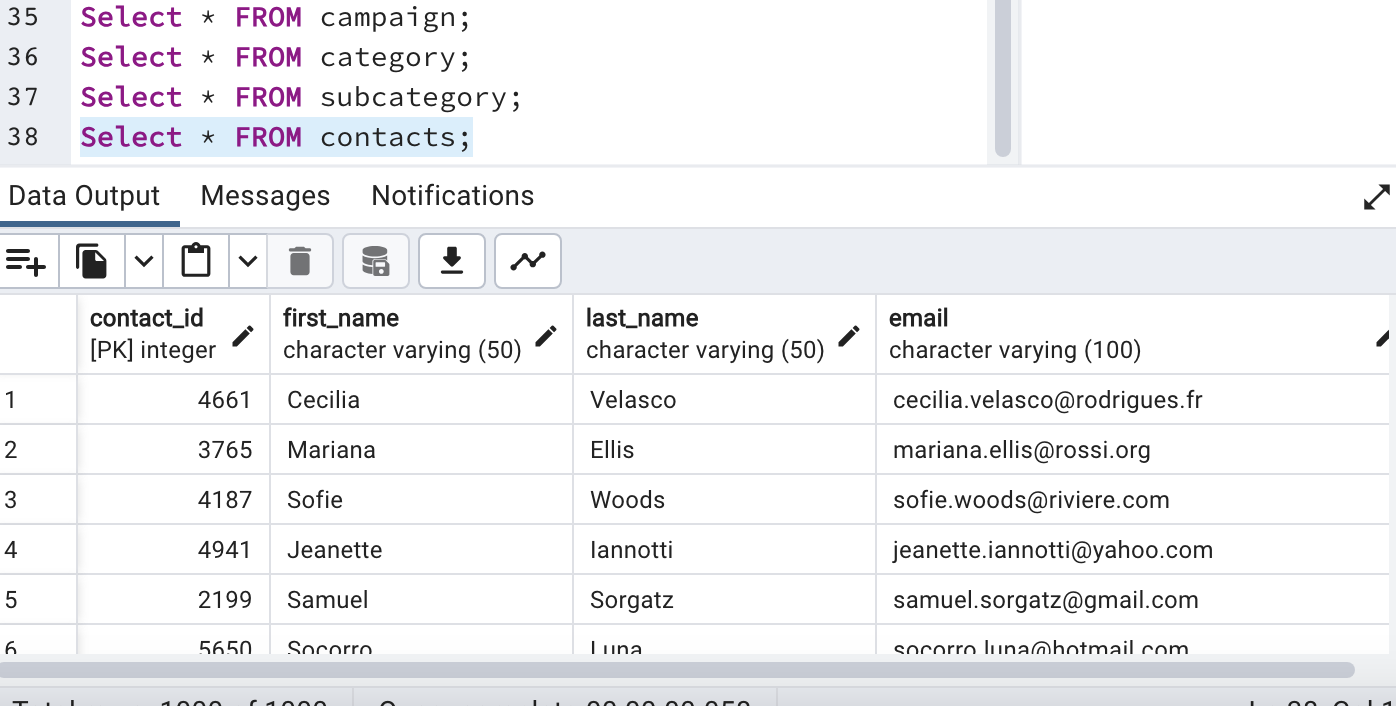 35 Select * FROM campaign;
36 Select * FROM category;
37 Select * FROM subcategory;
38 Select * FROM contacts;
Data Output Messages Notifications
contact_id first_name last_name email
[PK] integer character varying (50) character varying (50) character varying (100)
1 4661 Cecilia Velasco cecilia.velasco@rodrigues.fr
2 3765 Mariana Ellis mariana.ellis@rossi.org
3 4187 Sofie Woods sofie.woods@riviere.com
4 4941 Jeanette Iannotti jeanette.iannotti@yahoo.com
5 2199 Samuel Sorgatz samuel.sorgatz@gmail.com
6 5650 Socorro Luna socorro.luna@hotmail.com